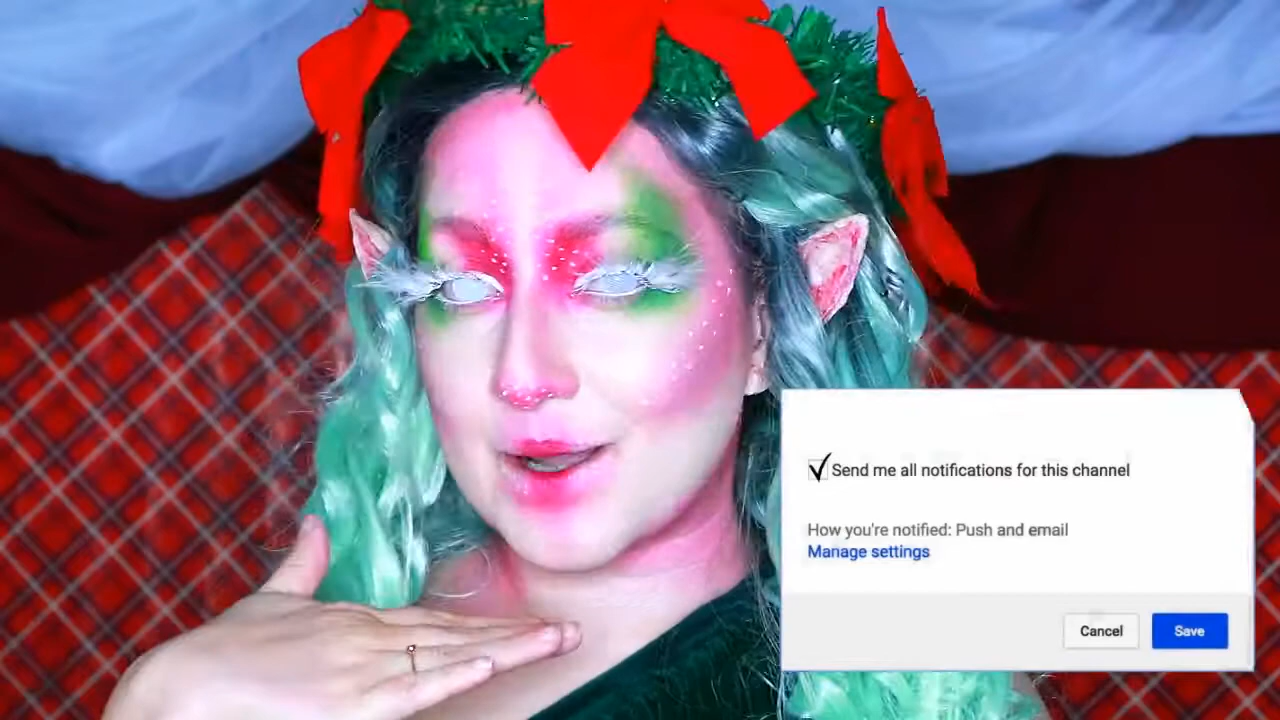 Send me all notifications for this channel
How you're notified: Push and email
Manage settings
Cancel
Save